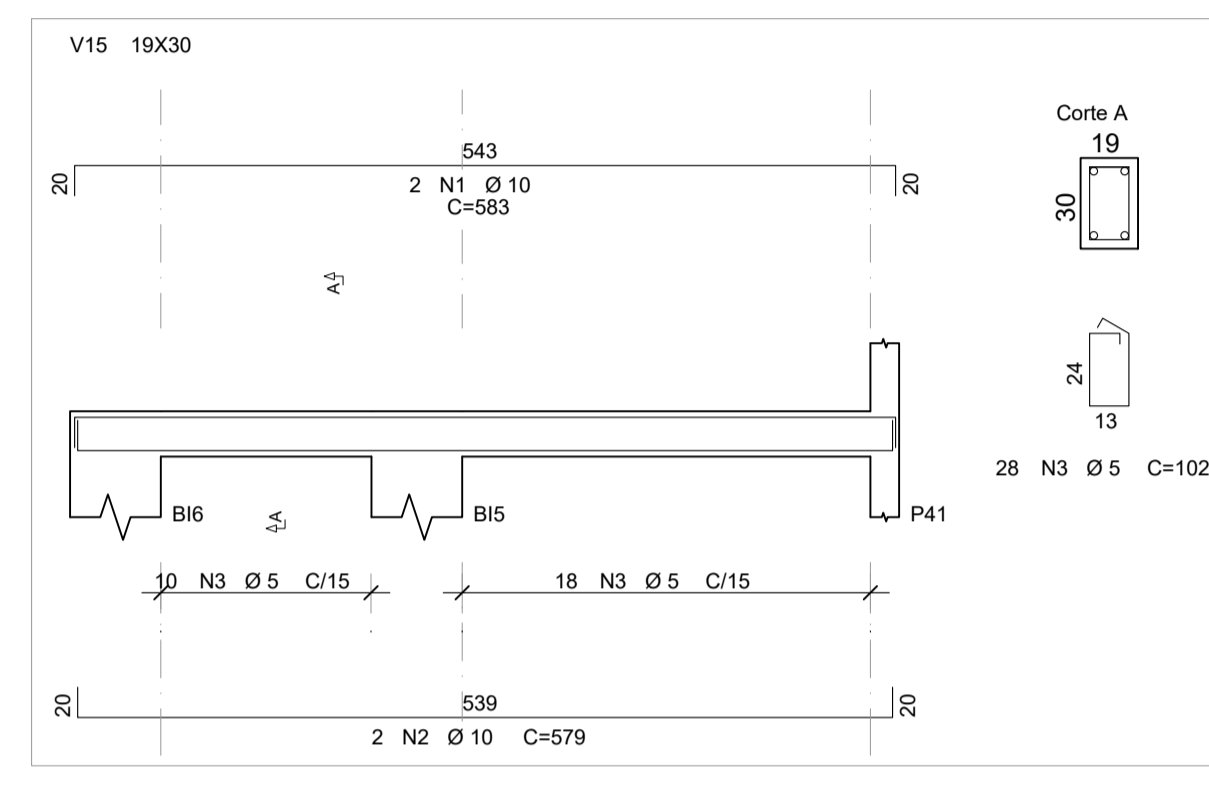 V15 19X30
Corte A
19
30
543
20
20
2 N1 Ø 10
C=583
A
24
13
28 N3 Ø 5 C=102
BI6
A
BI5
P41
10 N3 Ø 5 C/15
18 N3 Ø 5 C/15
20
539
20
2 N2 Ø 10 C=579